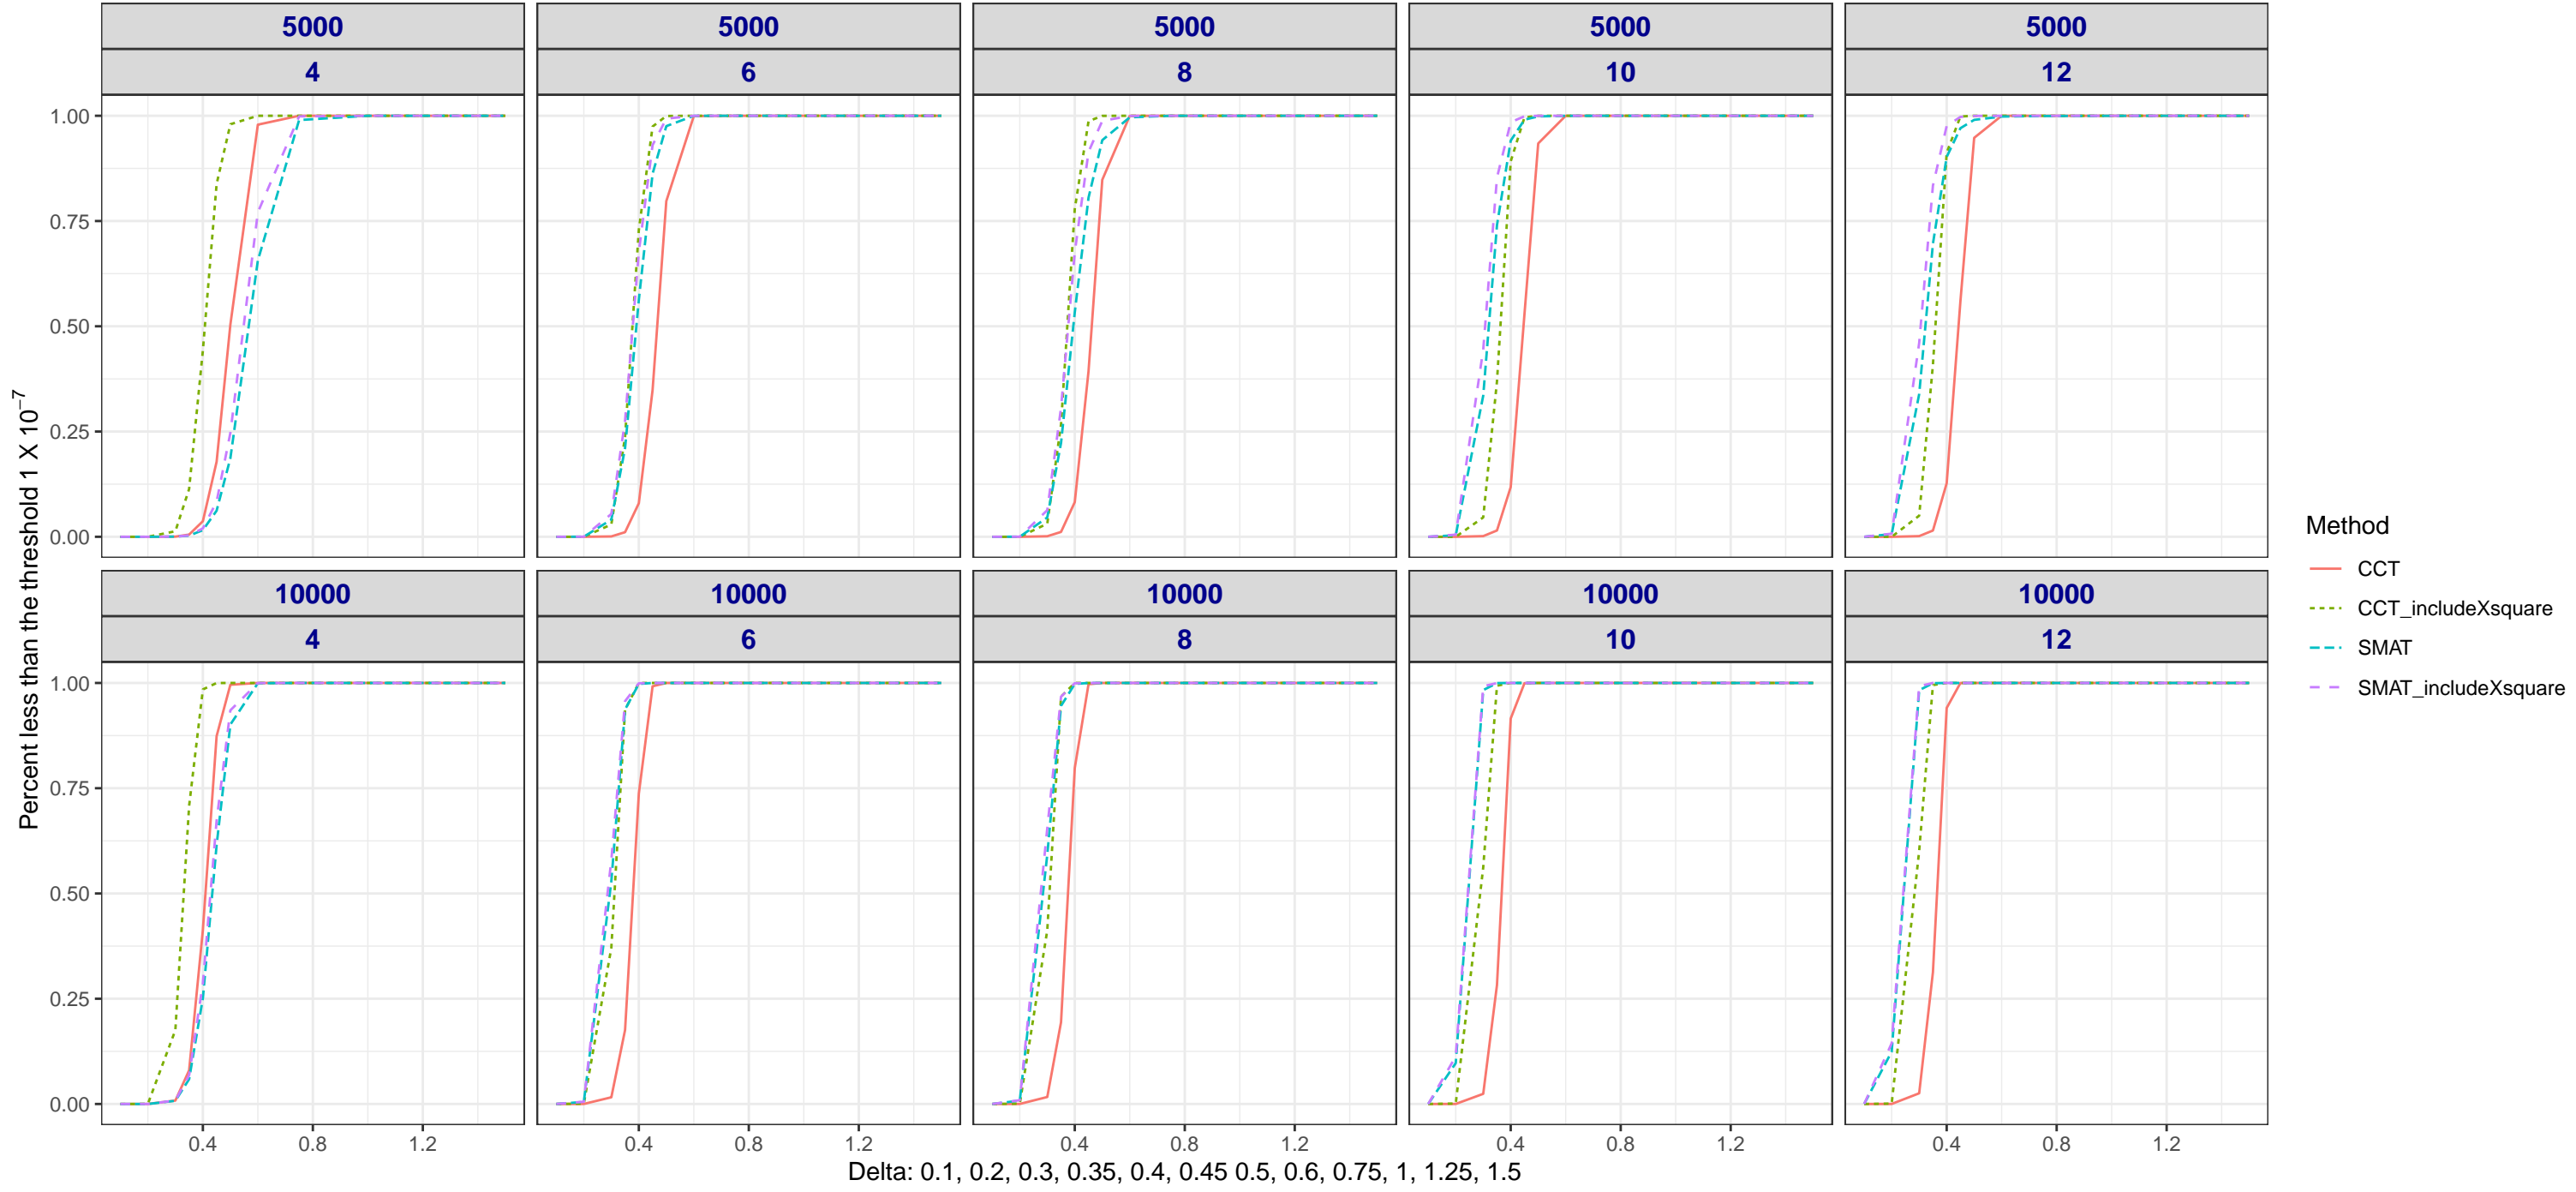 5000 5000 5000 5000 5000
4 6 8 10 12
1.00
0.75
0.50
0.25
0.00
Percent less than the threshold 1 X 10⁻⁷
10000 10000 10000 10000 10000
4 6 8 10 12
1.00
0.75
0.50
0.25
0.00
0.4 0.8 1.2 0.4 0.8 1.2 0.4 0.8 1.2 0.4 0.8 1.2 0.4 0.8 1.2
Delta: 0.1, 0.2, 0.3, 0.35, 0.4, 0.45 0.5, 0.6, 0.75, 1, 1.25, 1.5
Method
CCT
CCT_includeXsquare
SMAT
SMAT_includeXsquare